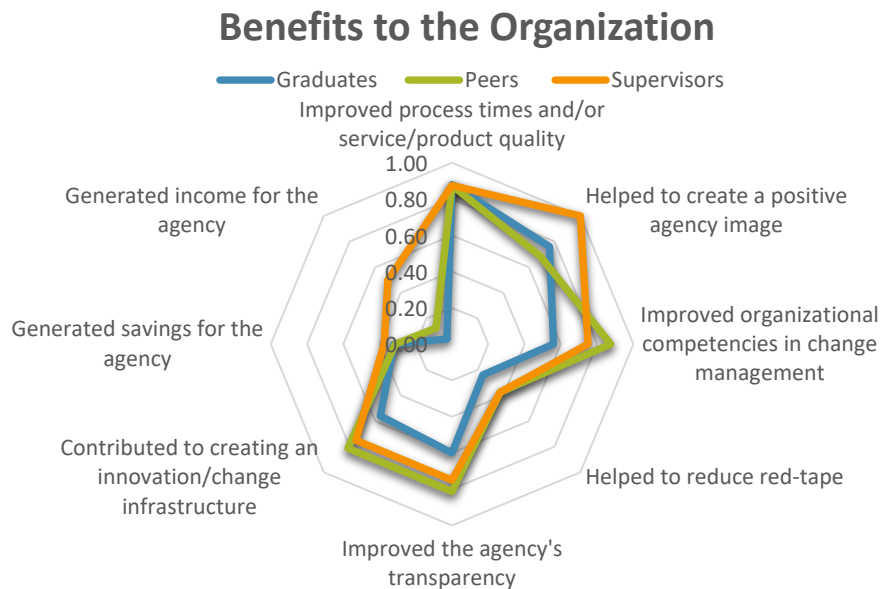 Benefits to the Organization
Graduates Peers Supervisors
Improved process times and/or
service/product quality
1.00
0.80
0.60
0.40
0.20
0.00
Helped to create a positive
agency image
Improved organizational
competencies in change
management
Helped to reduce red-tape
Improved the agency's
transparency
Contributed to creating an
innovation/change
infrastructure
Generated savings for the
agency
Generated income for the
agency